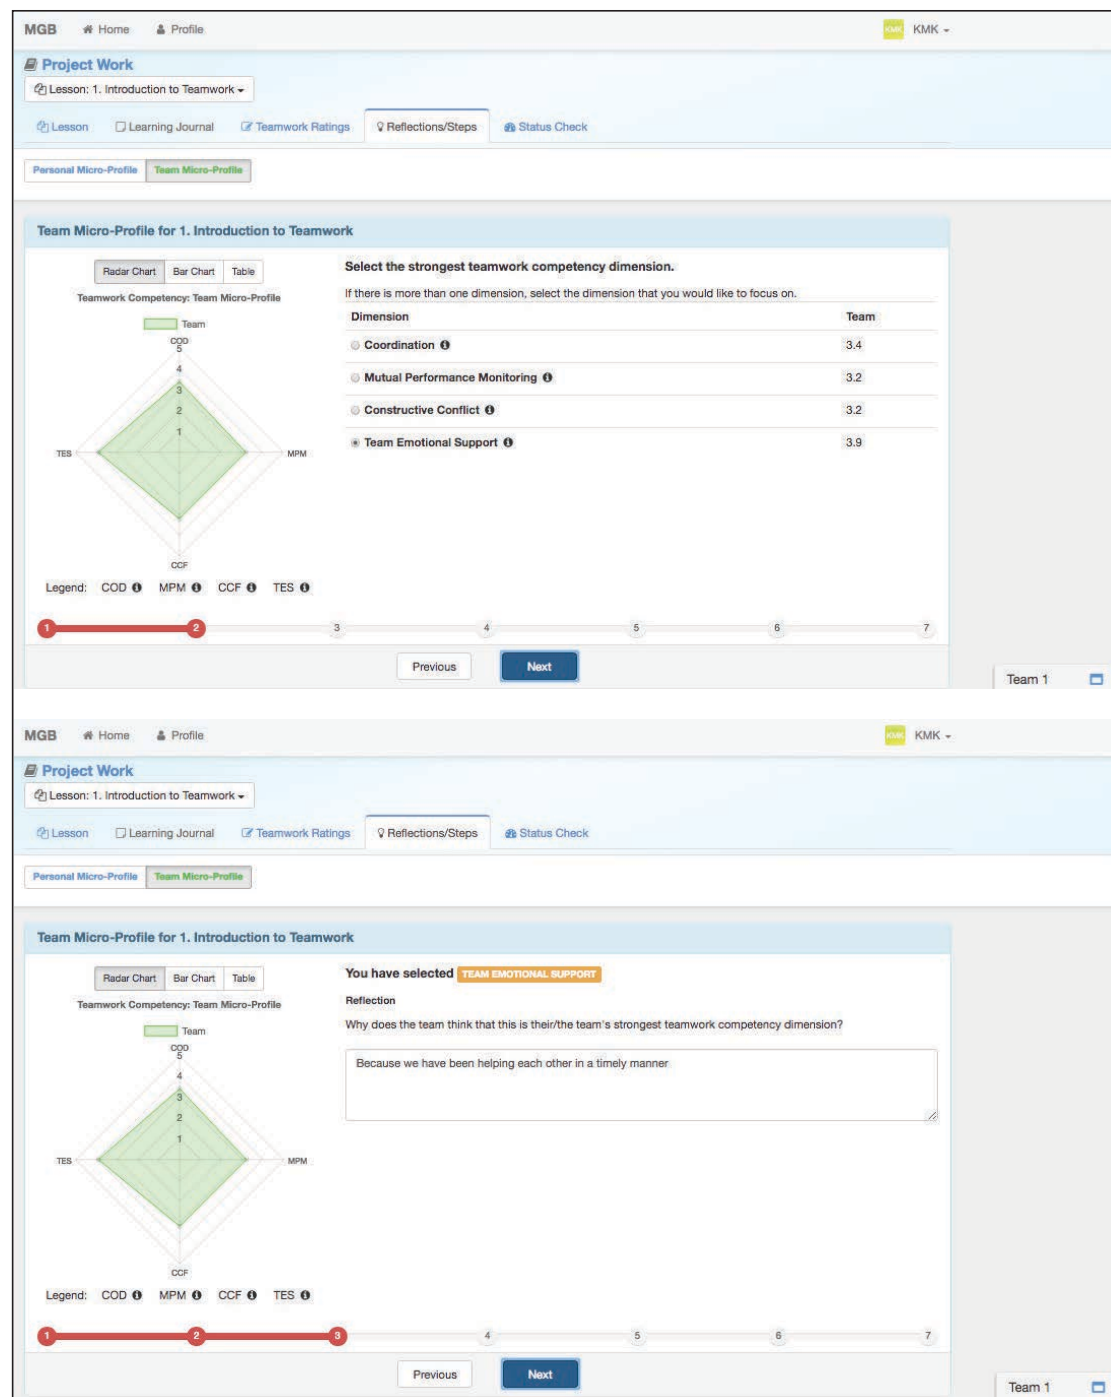 MGB Home Profile KMK KMK
Project Work
Lesson: 1. Introduction to Teamwork
Lesson Learning Journal Teamwork Ratings Reflections/Steps Status Check
Personal Micro-Profile Team Micro-Profile
Team Micro-Profile for 1. Introduction to Teamwork
Radar Chart Bar Chart Table
Teamwork Competency: Team Micro-Profile
Team
COD
5
4
3
2
1
TES MPM
CCF
Legend: COD MPM CCF TES
Select the strongest teamwork competency dimension.
If there is more than one dimension, select the dimension that you would like to focus on.
Dimension Team
Coordination 3.4
Mutual Performance Monitoring 3.2
Constructive Conflict 3.2
Team Emotional Support 3.9
1 2 3 4 5 6 7
Previous Next
Team 1
MGB Home Profile KMK KMK
Project Work
Lesson: 1. Introduction to Teamwork
Lesson Learning Journal Teamwork Ratings Reflections/Steps Status Check
Personal Micro-Profile Team Micro-Profile
Team Micro-Profile for 1. Introduction to Teamwork
Radar Chart Bar Chart Table
Teamwork Competency: Team Micro-Profile
Team
COD
5
4
3
2
1
TES MPM
CCF
Legend: COD MPM CCF TES
You have selected TEAM EMOTIONAL SUPPORT
Reflection
Why does the team think that this is their/the team's strongest teamwork competency dimension?
Because we have been helping each other in a timely manner
1 2 3 4 5 6 7
Previous Next
Team 1